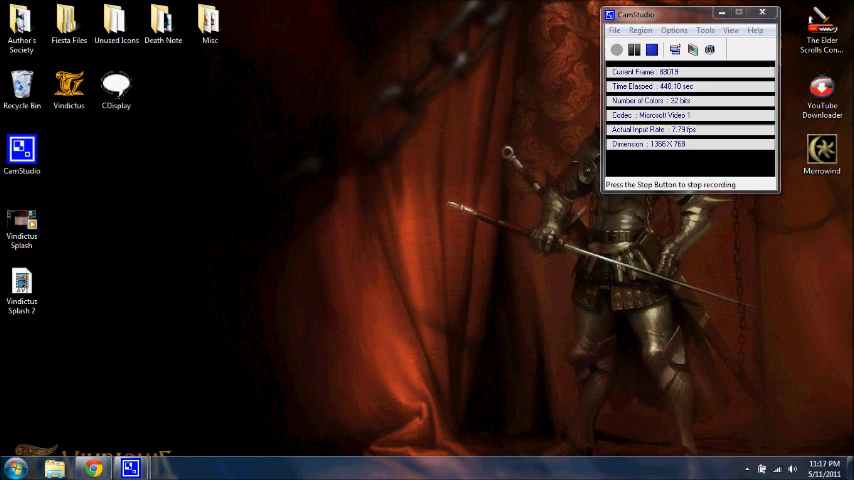 Author's
Society
Fiesta Files
Unused Icons
Death Note
Misc
Recycle Bin
Vindictus
CDisplay
CamStudio
Vindictus
Splash
Vindictus
Splash 2
CamStudio
File Region Options Tools View Help
Current Frame : 88019
Time Elasped : 440.10 sec
Number of Colors : 32 bits
Codec : Microsoft Video 1
Actual Input Rate : 7.79 fps
Dimension : 1366 X 768
Press the Stop Button to stop recording
The Elder
Scrolls Con...
YouTube
Downloader
Morrowind
11:17 PM
5/11/2011